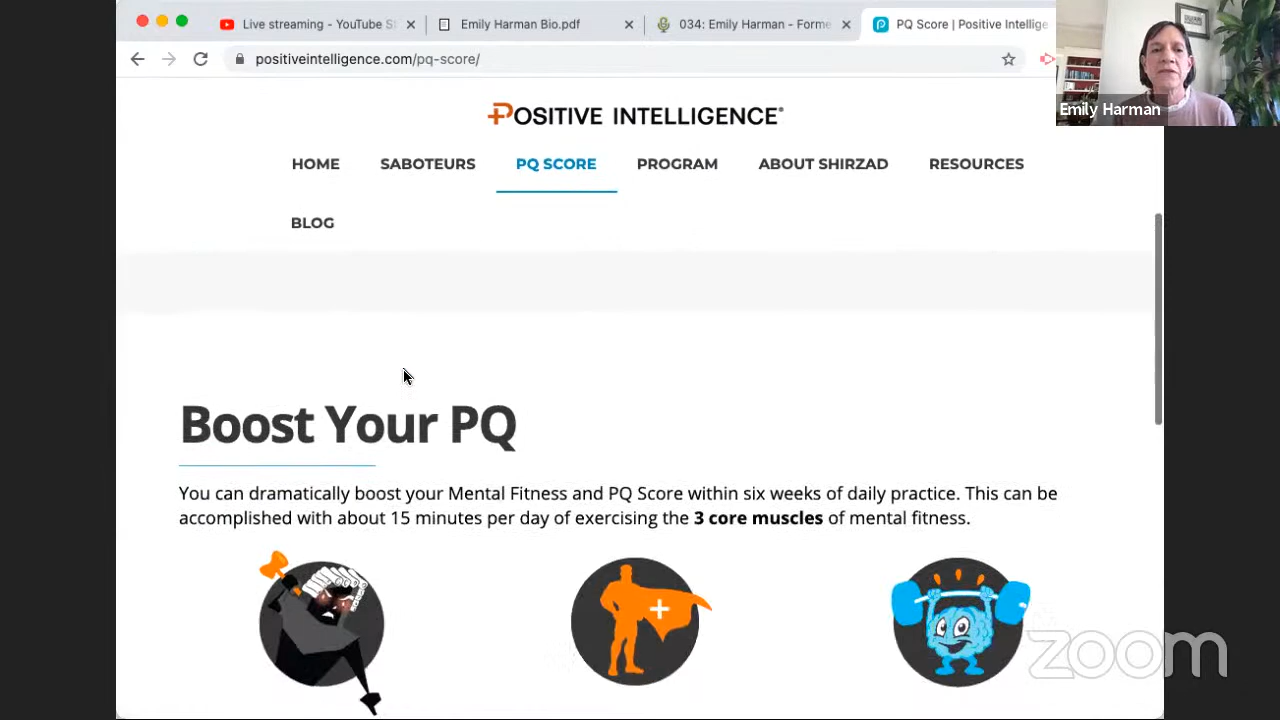 Live streaming - YouTube S
Emily Harman Bio.pdf
034: Emily Harman - Forme
PQ Score | Positive Intellige
positiveintelligence.com/pq-score/
Emily Harman
POSITIVE INTELLIGENCE®
HOME
SABOTEURS
PQ SCORE
PROGRAM
ABOUT SHIRZAD
RESOURCES
BLOG
Boost Your PQ
You can dramatically boost your Mental Fitness and PQ Score within six weeks of daily practice. This can be
accomplished with about 15 minutes per day of exercising the 3 core muscles of mental fitness.
zoom